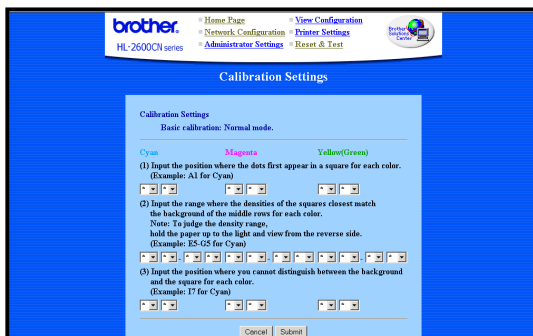 brother.
HL-2600CN series
Home Page
View Configuration
Network Configuration
Printer Settings
Administrator Settings
Reset & Test
Brother Solutions Center
Calibration Settings
Calibration Settings
Basic calibration: Normal mode.
Cyan Magenta Yellow(Green)
(1) Input the position where the dots first appear in a square for each color.
(Example: A1 for Cyan)
* * * * * *
(2) Input the range where the densities of the squares closest match
the background of the middle rows for each color.
Note: To judge the density range,
hold the paper up to the light and view from the reverse side.
(Example: E5-G5 for Cyan)
* * - * * * * - * * * * - * *
(3) Input the position where you cannot distinguish between the background
and the square for each color.
(Example: I7 for Cyan)
* * * * * *
Cancel Submit